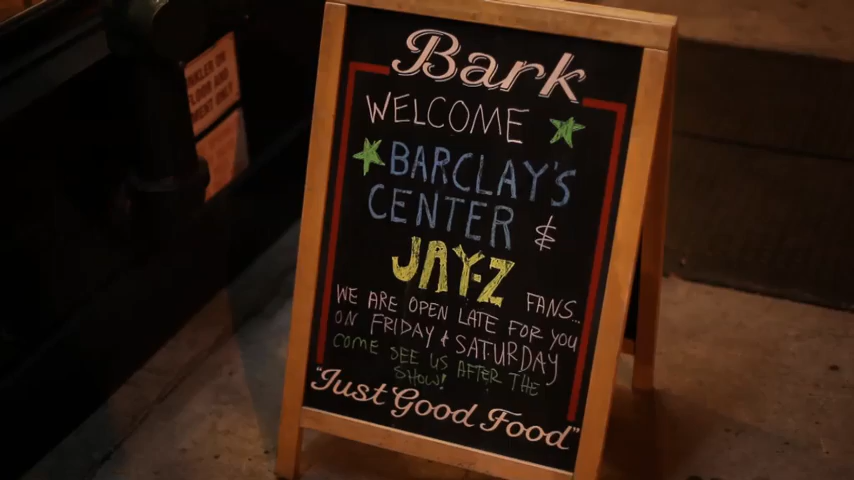 Bark
WELCOME
BARCLAY'S
CENTER &
JAY-Z FANS...
WE ARE OPEN LATE FOR YOU
ON FRIDAY & SATURDAY
COME SEE US AFTER THE
SHOW!
"Just Good Food"